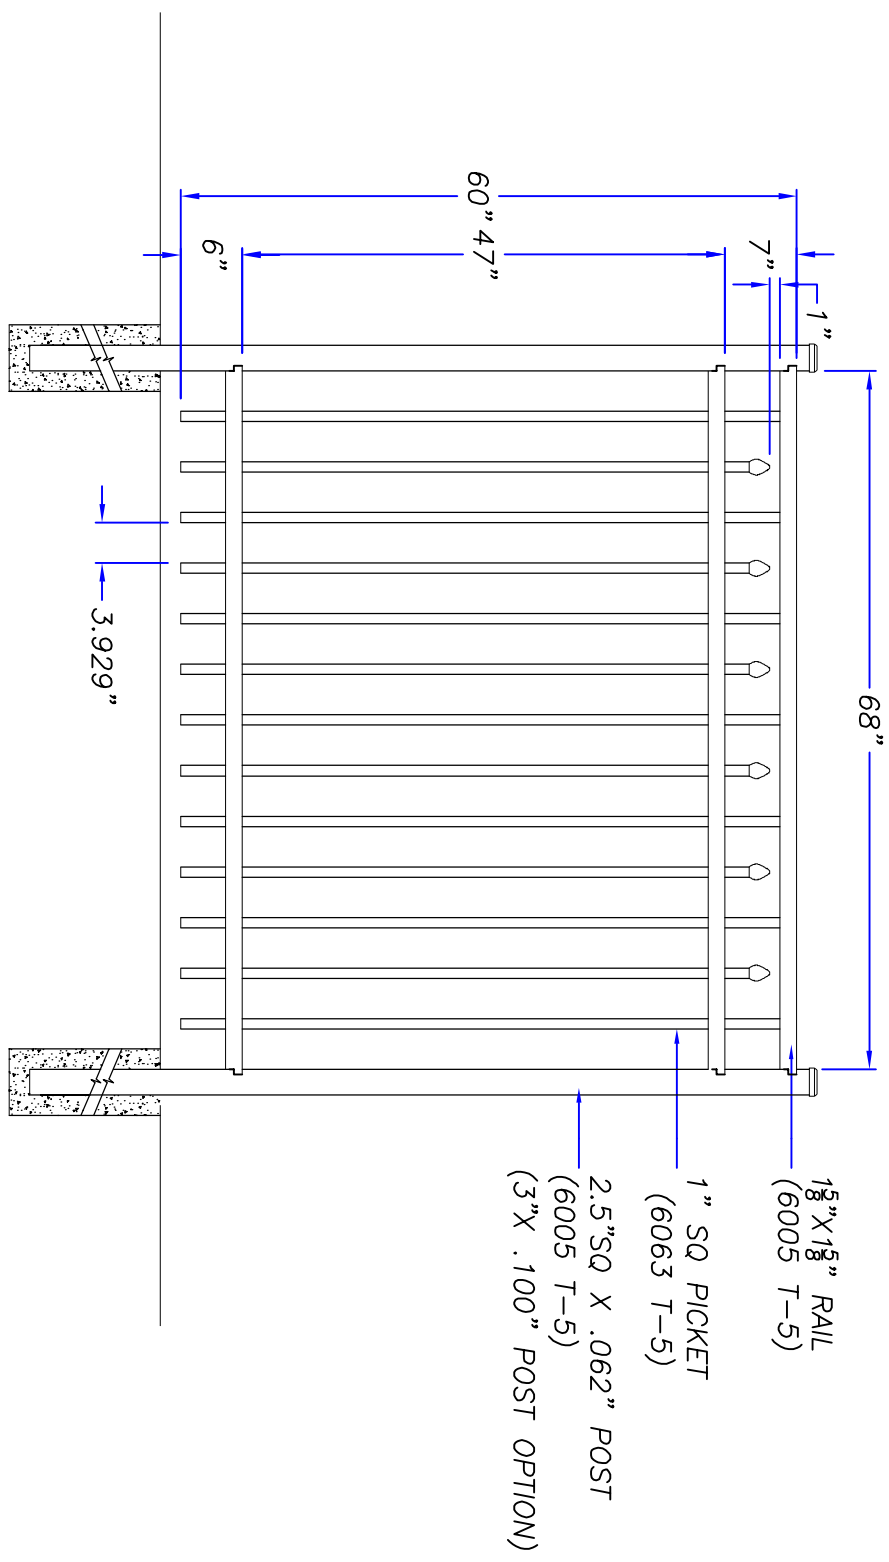 68"
1"
7"
60"
47"
6"
3.929"
1⅝"X1⅝" RAIL
(6005 T-5)
1" SQ PICKET
(6063 T-5)
2.5"SQ X .062" POST
(6005 T-5)
(3"X .100" POST OPTION)